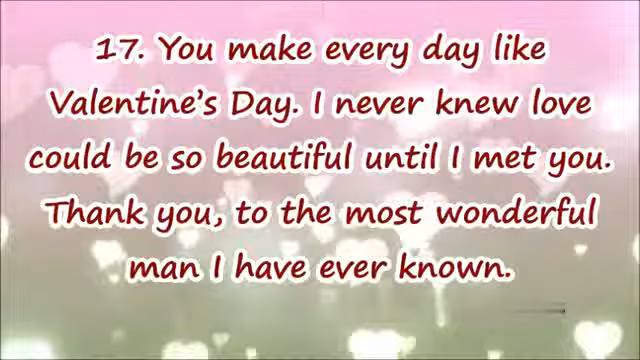 17. You make every day like
Valentine's Day. I never knew love
could be so beautiful until I met you.
Thank you, to the most wonderful
man I have ever known.